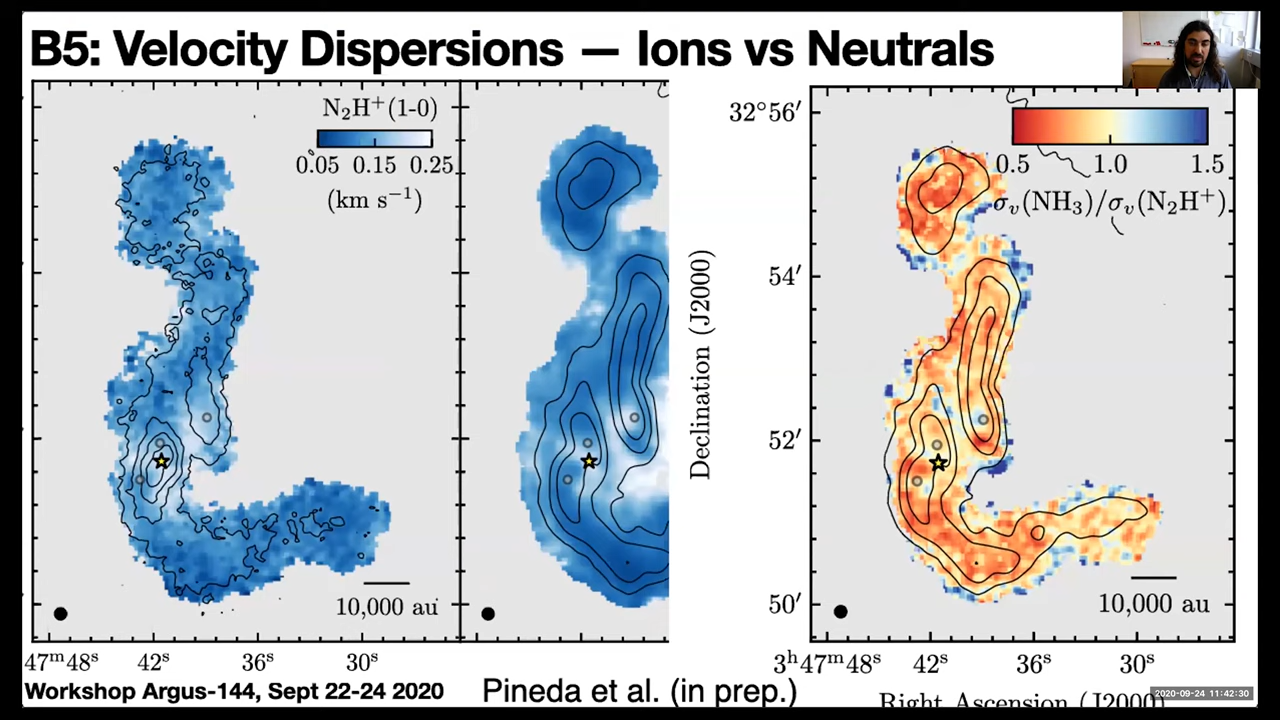 B5: Velocity Dispersions — Ions vs Neutrals
N₂H⁺(1-0)
0.05 0.15 0.25
(km s⁻¹)
10,000 au
47ᵐ48ˢ 42ˢ 36ˢ 30ˢ
Declination (J2000)
32°56′
54′
52′
50′
0.5 1.0 1.5
σᵥ(NH₃)/σᵥ(N₂H⁺)
10,000 au
3ʰ47ᵐ48ˢ 42ˢ 36ˢ 30ˢ
Right Ascension (J2000)
Workshop Argus-144, Sept 22-24 2020
Pineda et al. (in prep.)
2020-09-24 11:42:30